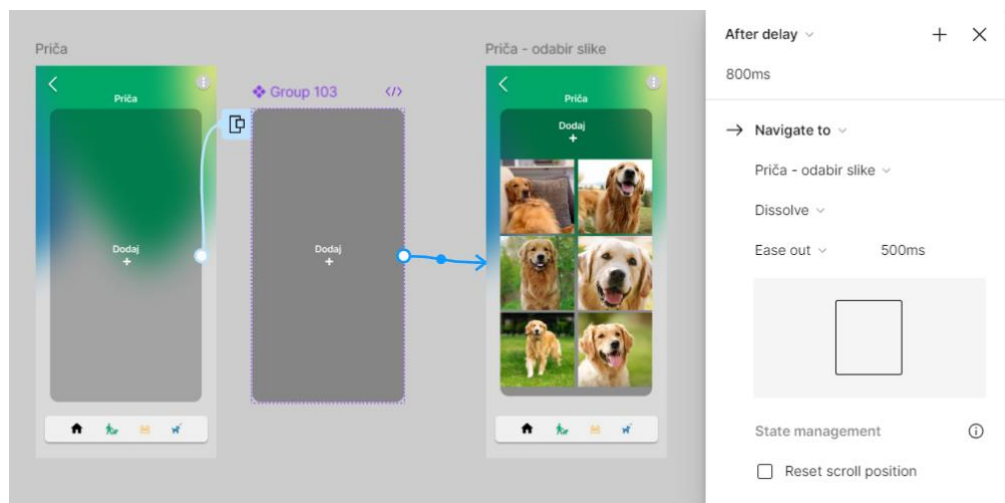 Priča
Priča
Dodaj
+
Group 103
</>
Dodaj
+
Priča - odabir slike
Priča
Dodaj
+
After delay
800ms
Navigate to
Priča - odabir slike
Dissolve
Ease out 500ms
State management
Reset scroll position